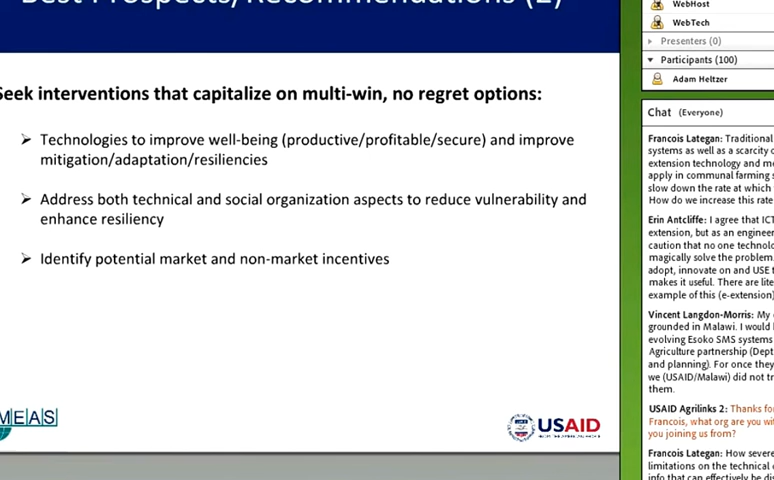 Best Prospects/Recommendations (2)
Seek interventions that capitalize on multi-win, no regret options:
➢ Technologies to improve well-being (productive/profitable/secure) and improve
mitigation/adaptation/resiliencies
➢ Address both technical and social organization aspects to reduce vulnerability and
enhance resiliency
➢ Identify potential market and non-market incentives
MEAS
USAID
WebHost
WebTech
Presenters (0)
Participants (100)
Adam Heltzer
Chat (Everyone)
Francois Lategan: Traditional
systems as well as a scarcity
extension technology and
apply in communal farming
slow down the rate at which
How do we increase this rate
Erin Antcliffe: I agree that
extension, but as an
caution that no one
magically solve the problem.
adopt, innovate on and USE
makes it useful. There are
example of this (e-extension)
Vincent Langdon-Morris: My
grounded in Malawi. I would
evolving Esoko SMS systems
Agriculture partnership (Dept
and planning). For once they
we (USAID/Malawi) did not
them.
USAID Agrilinks 2: Thanks
Francois, what org are you
you joining us from?
Francois Lategan: How
limitations on the technical
info that can effectively be